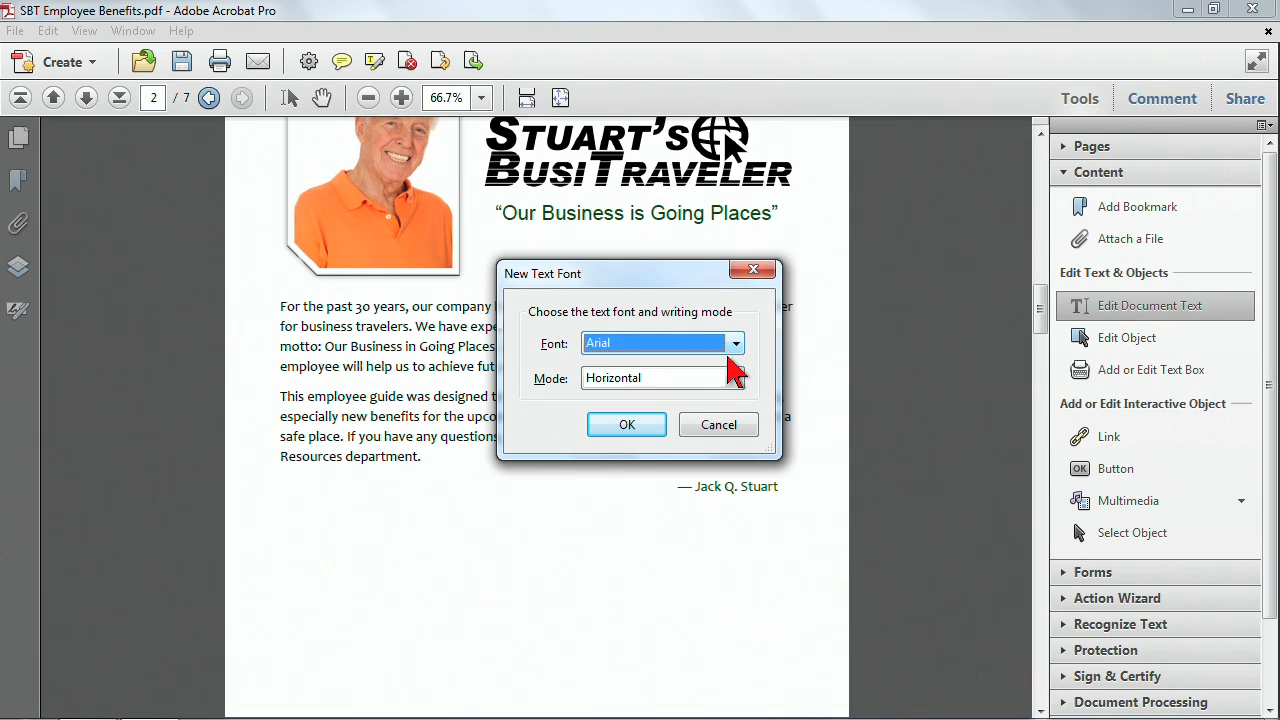 SBT Employee Benefits.pdf - Adobe Acrobat Pro
File Edit View Window Help
Create
2 / 7 66.7% Tools Comment Share
STUART'S
BUSITRAVELER
“Our Business is Going Places”
For the past 30 years, our company
for business travelers. We have
motto: Our Business in Going Places
employee will help us to achieve
This employee guide was designed
especially new benefits for the a
safe place. If you have any questions
Resources department.
— Jack Q. Stuart
New Text Font
Choose the text font and writing mode
Font: Arial
Mode: Horizontal
OK Cancel
Pages
Content
Add Bookmark
Attach a File
Edit Text & Objects
Edit Document Text
Edit Object
Add or Edit Text Box
Add or Edit Interactive Object
Link
OK Button
Multimedia
Select Object
Forms
Action Wizard
Recognize Text
Protection
Sign & Certify
Document Processing